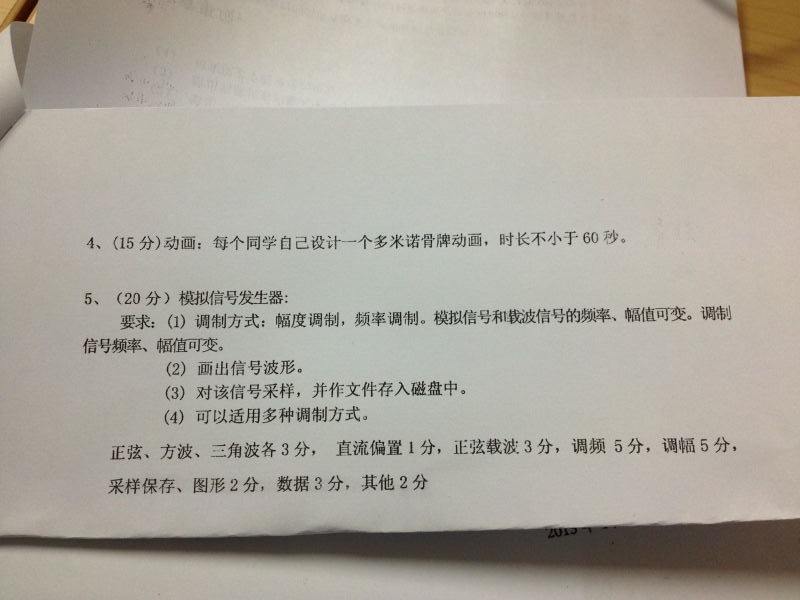 4、(15 分)动画：每个同学自己设计一个多米诺骨牌动画，时长不小于 60 秒。
5、（20 分）模拟信号发生器:
要求：(1) 调制方式：幅度调制，频率调制。模拟信号和载波信号的频率、幅值可变。调制
信号频率、幅值可变。
(2) 画出信号波形。
(3) 对该信号采样，并作文件存入磁盘中。
(4) 可以适用多种调制方式。
正弦、方波、三角波各 3 分， 直流偏置 1 分，正弦载波 3 分，调频 5 分，调幅 5 分，
采样保存、图形 2 分，数据 3 分，其他 2 分